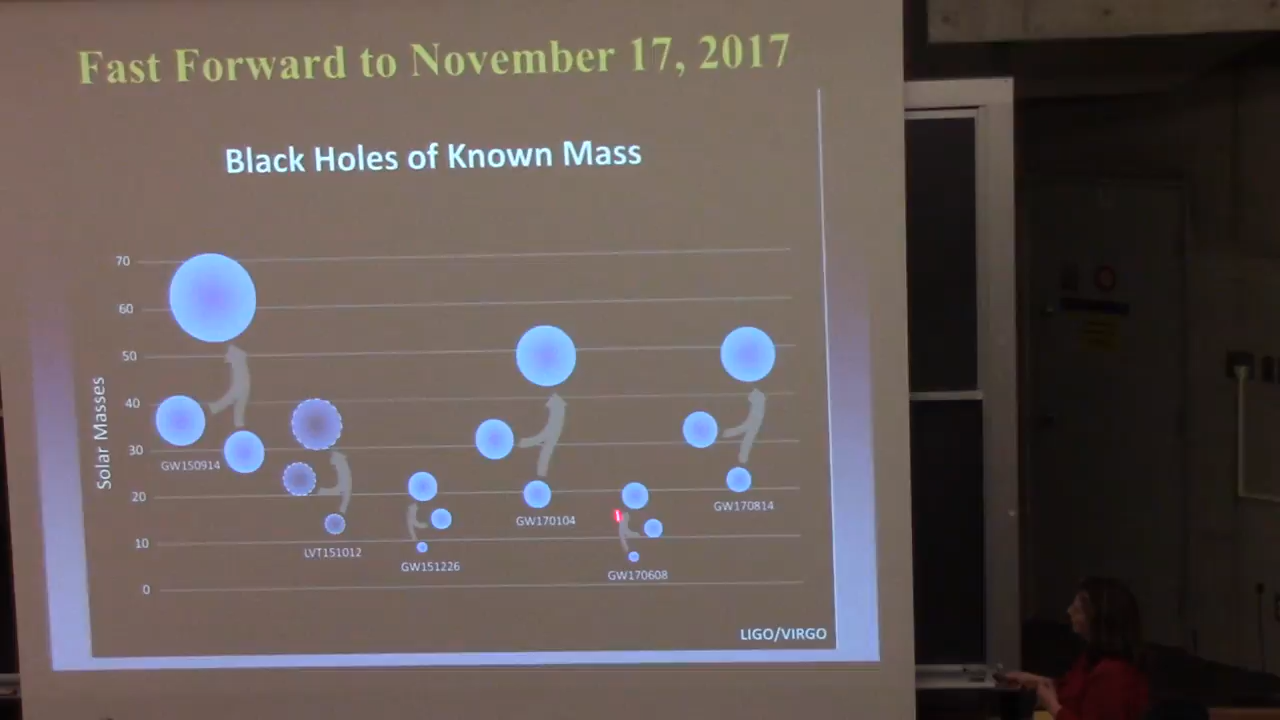 Fast Forward to November 17, 2017
Black Holes of Known Mass
Solar Masses
70
60
50
40
30
20
10
0
GW150914
LVT151012
GW151226
GW170104
GW170608
GW170814
LIGO/VIRGO